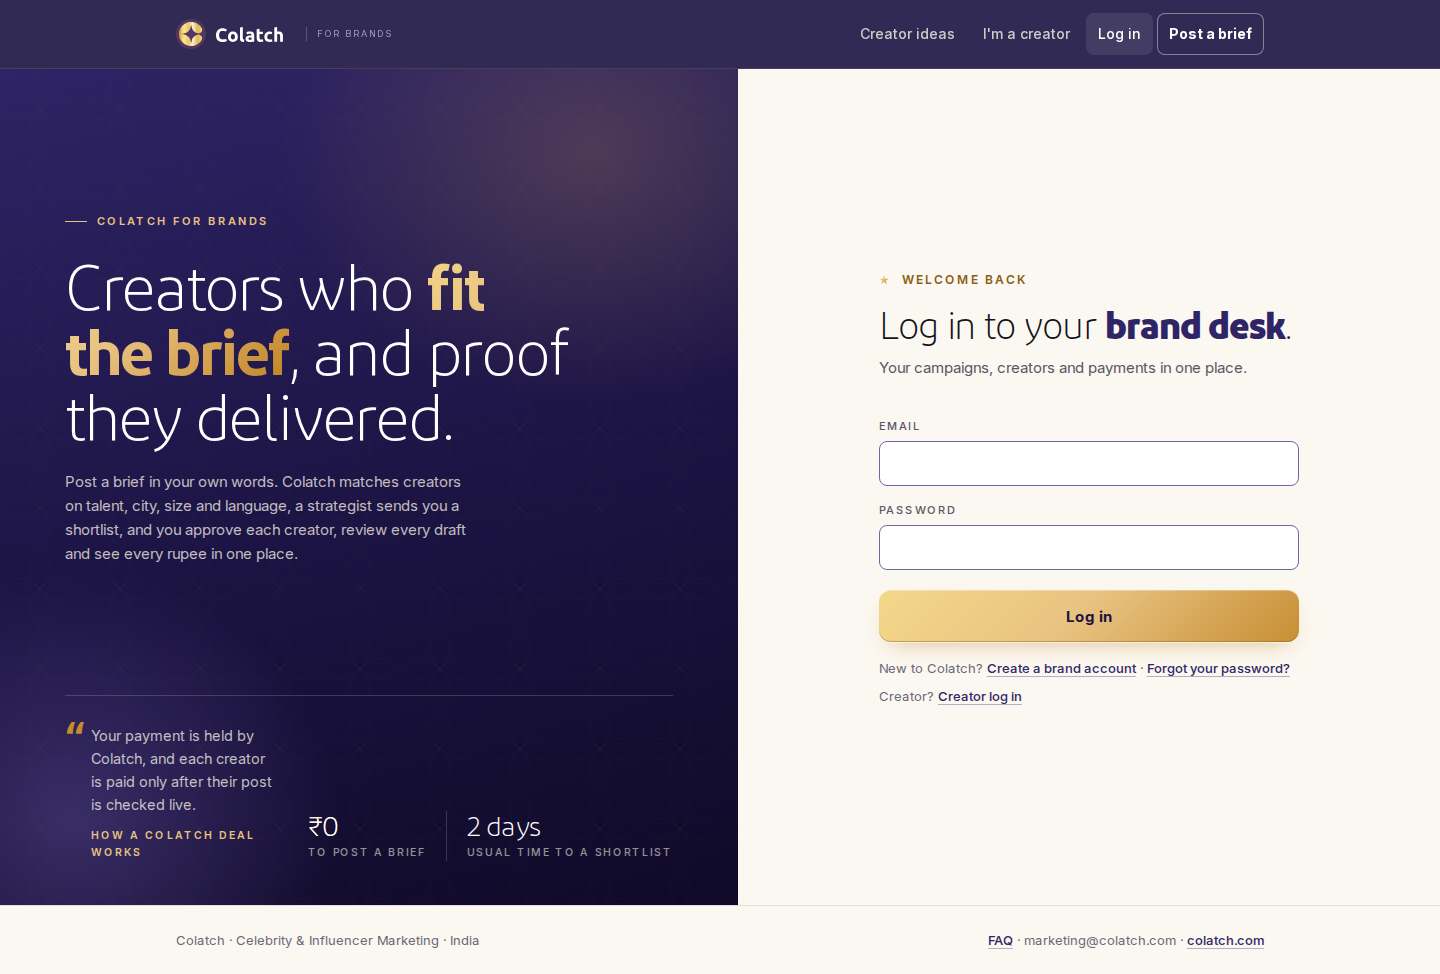 Colatch
FOR BRANDS
Creator ideas
I'm a creator
Log in
Post a brief
COLATCH FOR BRANDS
Creators who fit
the brief, and proof
they delivered.
Post a brief in your own words. Colatch matches creators
on talent, city, size and language, a strategist sends you a
shortlist, and you approve each creator, review every draft
and see every rupee in one place.
“
Your payment is held by
Colatch, and each creator
is paid only after their post
is checked live.
HOW A COLATCH DEAL
WORKS
₹0
TO POST A BRIEF
2 days
USUAL TIME TO A SHORTLIST
★ WELCOME BACK
Log in to your brand desk.
Your campaigns, creators and payments in one place.
EMAIL
PASSWORD
Log in
New to Colatch? Create a brand account · Forgot your password?
Creator? Creator log in
Colatch · Celebrity & Influencer Marketing · India
FAQ · marketing@colatch.com · colatch.com